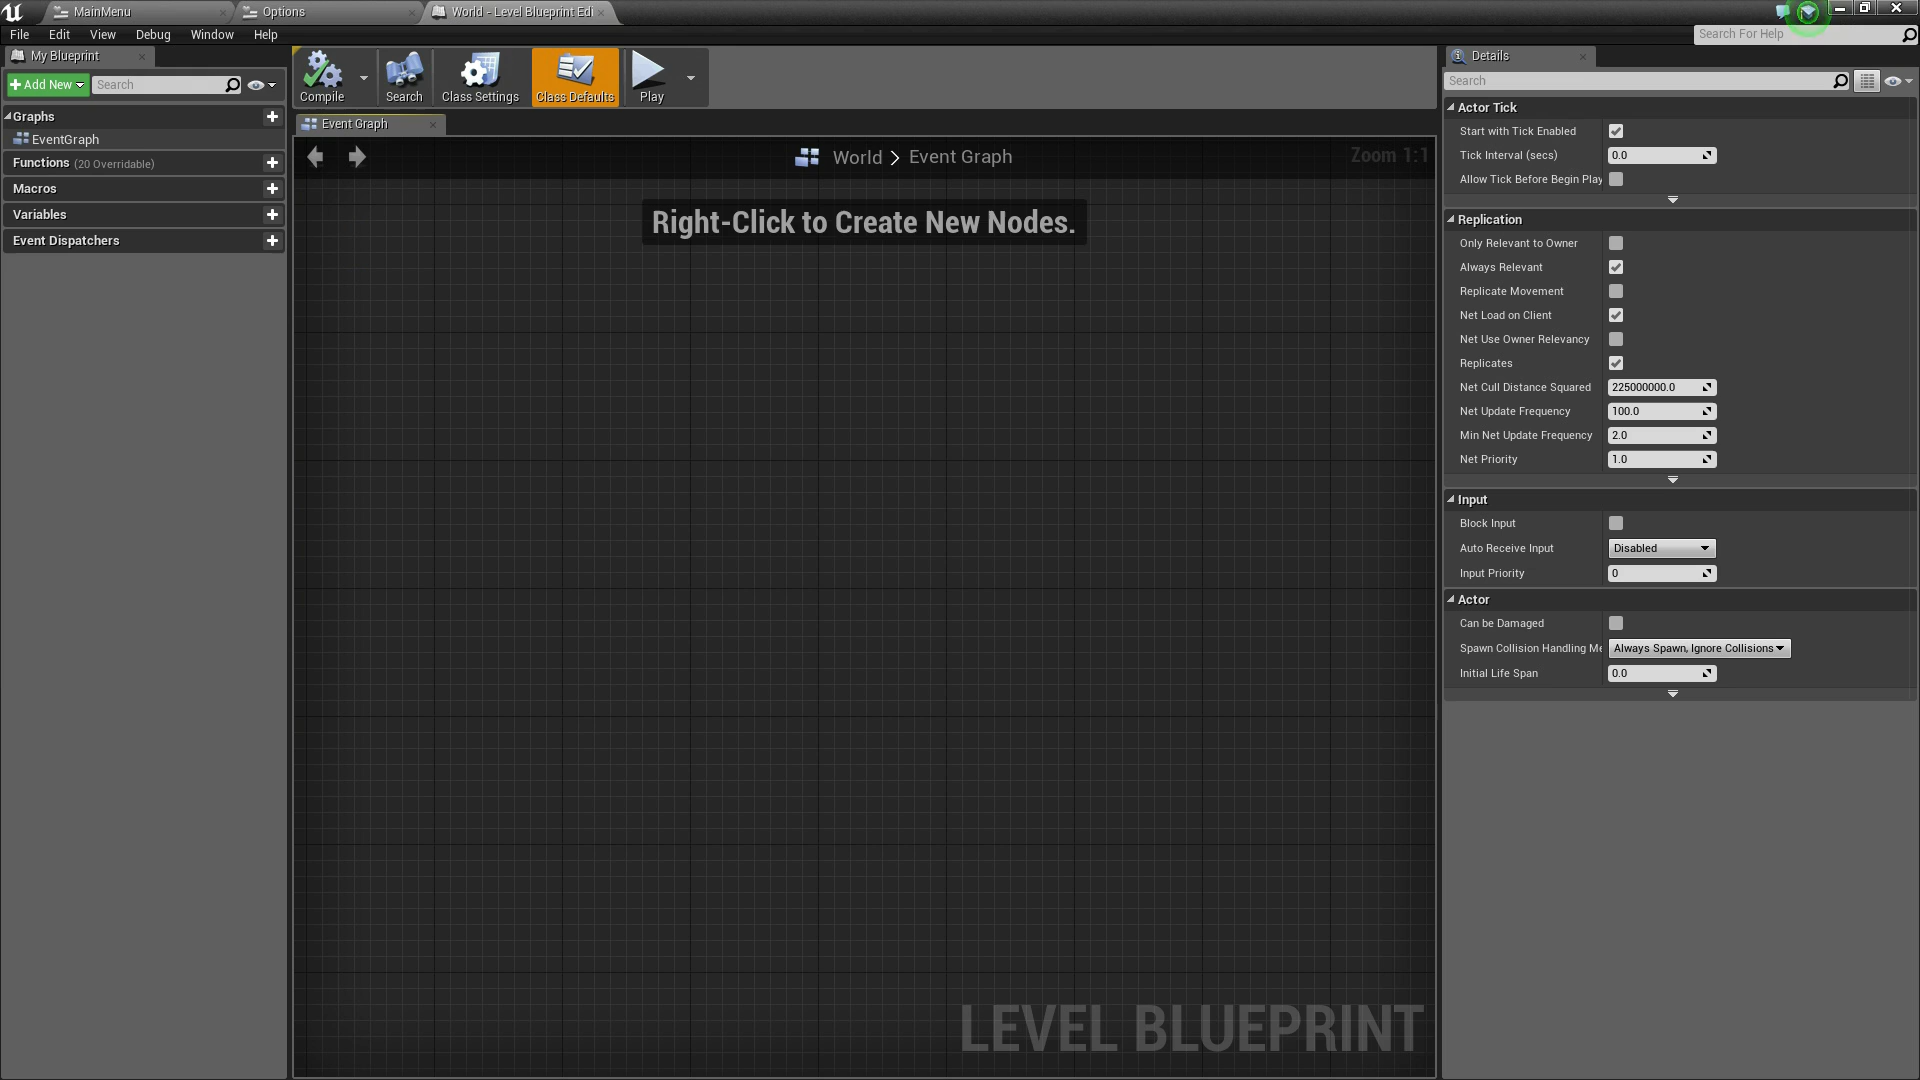 MainMenu
Options
World - Level Blueprint Edi
File Edit View Debug Window Help
Search For Help
My Blueprint
Add New
Search
Graphs
EventGraph
Functions (20 Overridable)
Macros
Variables
Event Dispatchers
Compile
Search
Class Settings
Class Defaults
Play
Event Graph
World > Event Graph
Zoom 1:1
Right-Click to Create New Nodes.
LEVEL BLUEPRINT
Details
Search
Actor Tick
Start with Tick Enabled
Tick Interval (secs) 0.0
Allow Tick Before Begin Play
Replication
Only Relevant to Owner
Always Relevant
Replicate Movement
Net Load on Client
Net Use Owner Relevancy
Replicates
Net Cull Distance Squared 225000000.0
Net Update Frequency 100.0
Min Net Update Frequency 2.0
Net Priority 1.0
Input
Block Input
Auto Receive Input Disabled
Input Priority 0
Actor
Can be Damaged
Spawn Collision Handling Me Always Spawn, Ignore Collisions
Initial Life Span 0.0